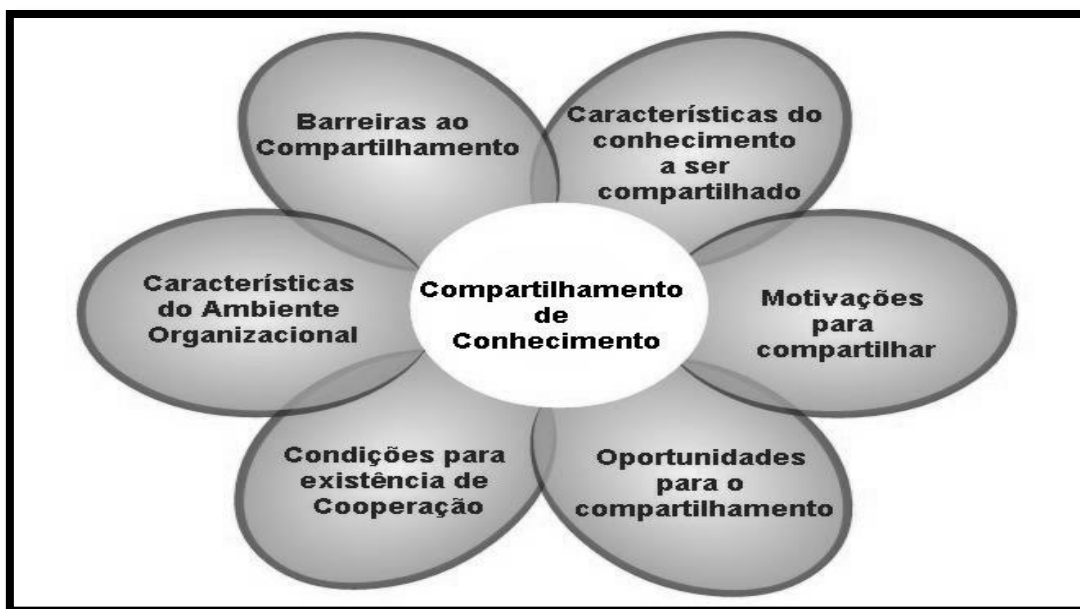 Barreiras ao
Compartilhamento
Características do
conhecimento
a ser
compartilhado
Características
do Ambiente
Organizacional
Compartilhamento
de
Conhecimento
Motivações
para
compartilhar
Condições para
existência de
Cooperação
Oportunidades
para o
compartilhamento